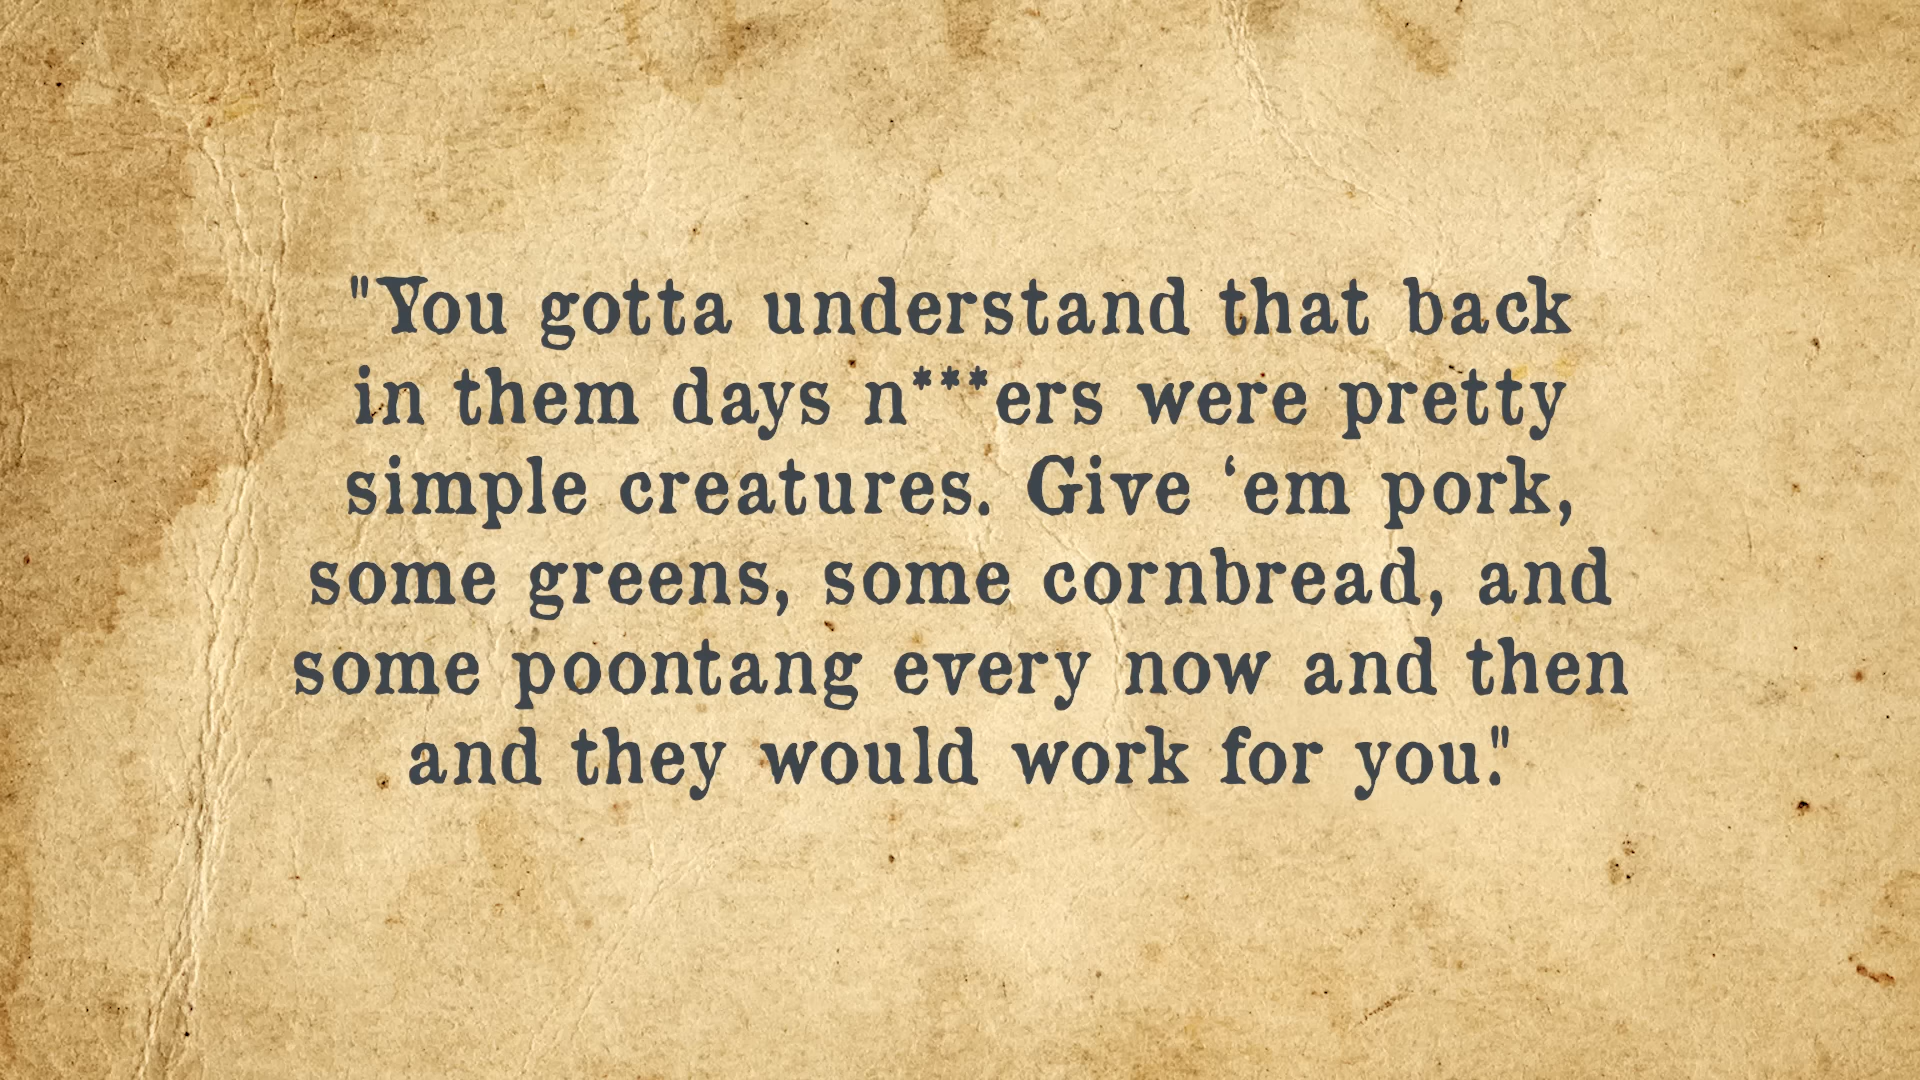 "You gotta understand that back
in them days n***ers were pretty
simple creatures. Give ‘em pork,
some greens, some cornbread, and
some poontang every now and then
and they would work for you."